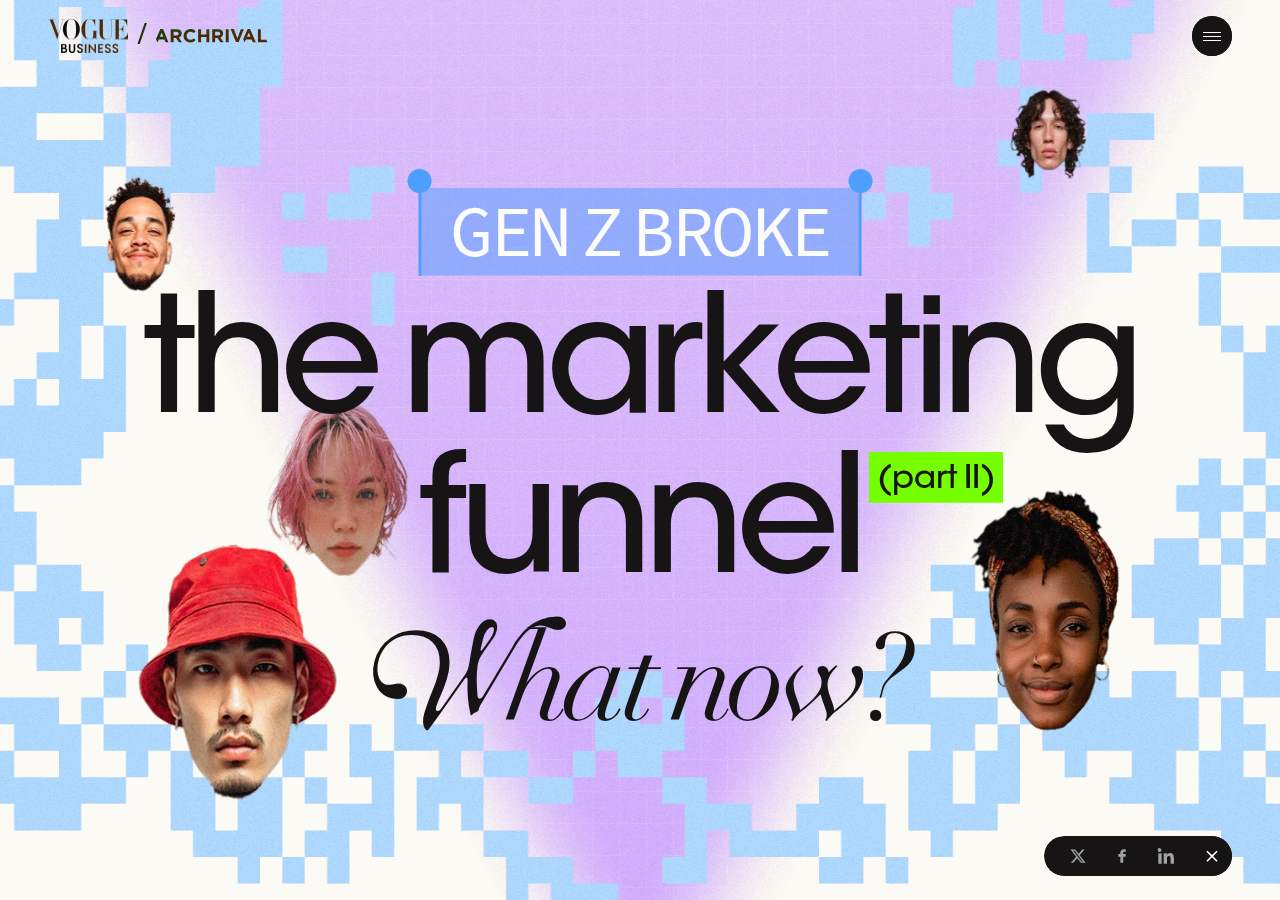 VOGUE
BUSINESS
/ ARCHRIVAL
GEN Z BROKE
the marketing
funnel (part II)
What now?